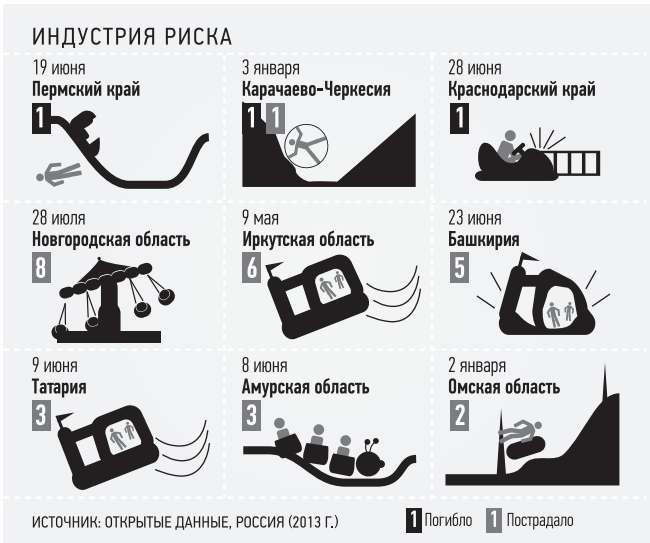 ИНДУСТРИЯ РИСКА
19 июня
Пермский край
1
3 января
Карачаево-Черкесия
1 1
28 июня
Краснодарский край
1
28 июля
Новгородская область
8
9 мая
Иркутская область
6
23 июня
Башкирия
5
9 июня
Татария
3
8 июня
Амурская область
3
2 января
Омская область
2
ИСТОЧНИК: ОТКРЫТЫЕ ДАННЫЕ, РОССИЯ (2013 Г.)
1 Погибло 1 Пострадало